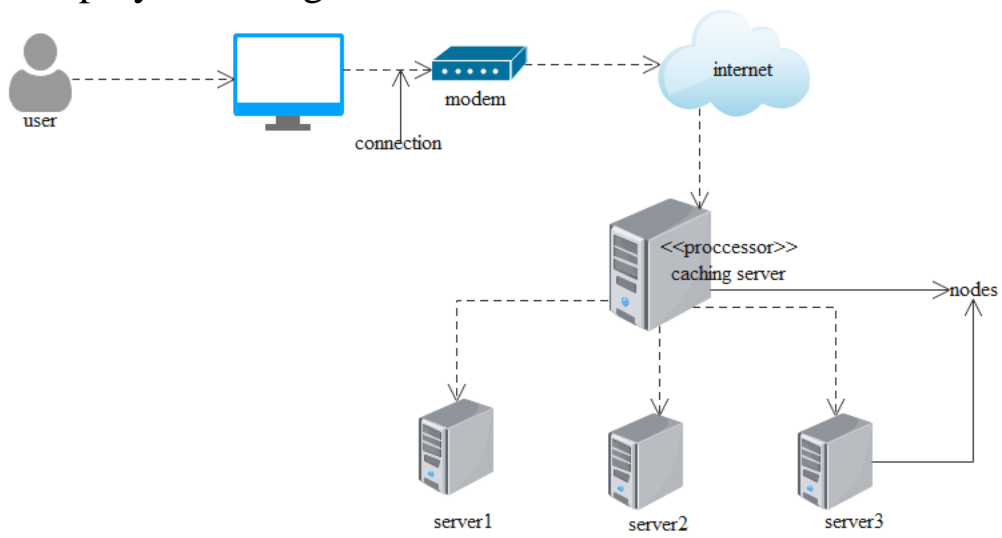 internet
modem
user
connection
<<proccessor>>
caching server
nodes
server1
server2
server3